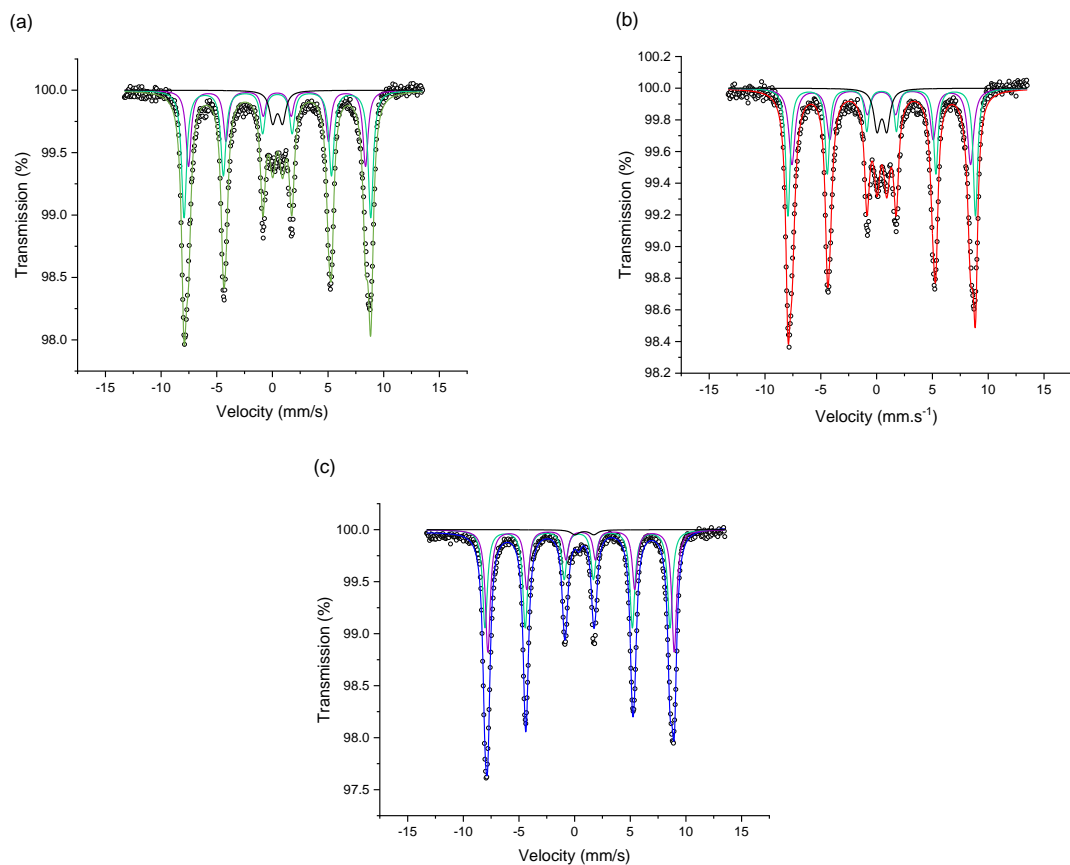 (a)
100.0
99.5
99.0
98.5
98.0
Transmission (%)
-15 -10 -5 0 5 10 15
Velocity (mm/s)
(b)
100.2
100.0
99.8
99.6
99.4
99.2
99.0
98.8
98.6
98.4
98.2
Transmission (%)
-15 -10 -5 0 5 10 15
Velocity (mm.s-1)
(c)
100.0
99.5
99.0
98.5
98.0
97.5
Transmission (%)
-15 -10 -5 0 5 10 15
Velocity (mm/s)